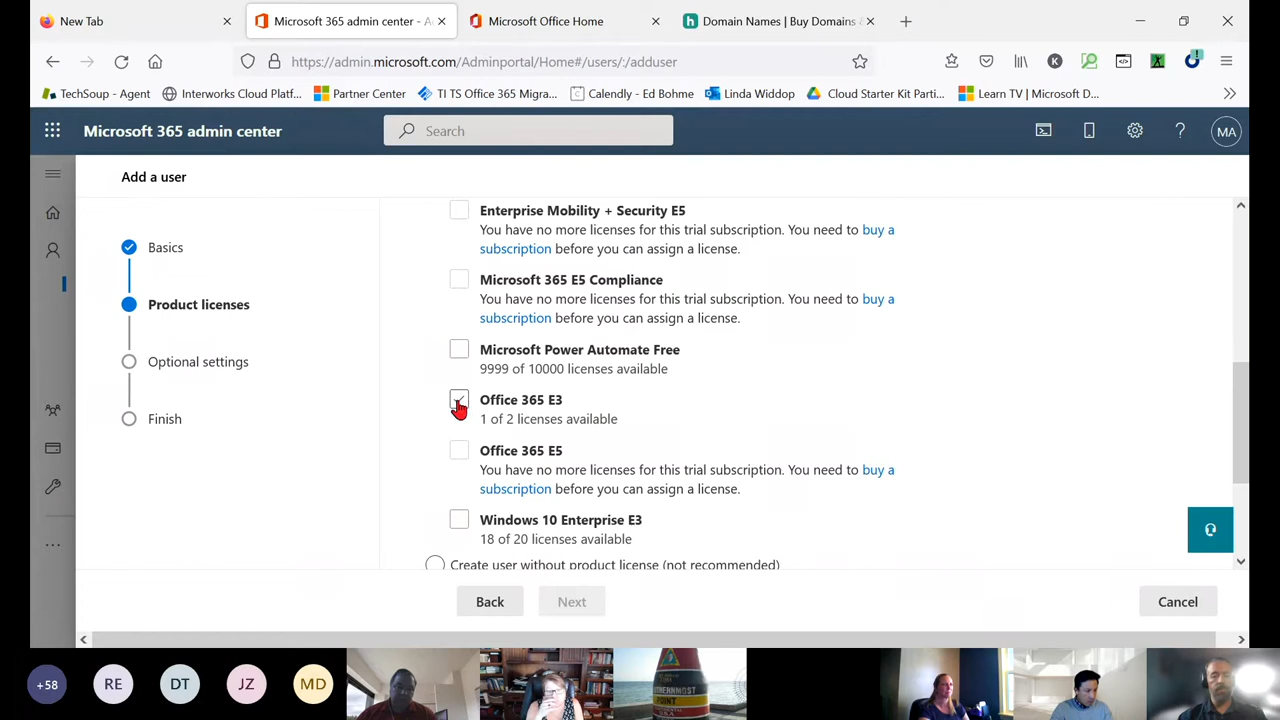 New Tab
Microsoft 365 admin center - A
Microsoft Office Home
h
Domain Names | Buy Domains &
https://admin.microsoft.com/Adminportal/Home#/users/:/adduser
K
TechSoup - Agent
Interworks Cloud Platf...
Partner Center
TI TS Office 365 Migra...
Calendly - Ed Bohme
Linda Widdop
Cloud Starter Kit Parti...
Learn TV | Microsoft D...
Microsoft 365 admin center
Search
?
MA
Add a user
Basics
Product licenses
Optional settings
Finish
Enterprise Mobility + Security E5
You have no more licenses for this trial subscription. You need to buy a
subscription before you can assign a license.
Microsoft 365 E5 Compliance
You have no more licenses for this trial subscription. You need to buy a
subscription before you can assign a license.
Microsoft Power Automate Free
9999 of 10000 licenses available
Office 365 E3
1 of 2 licenses available
Office 365 E5
You have no more licenses for this trial subscription. You need to buy a
subscription before you can assign a license.
Windows 10 Enterprise E3
18 of 20 licenses available
Create user without product license (not recommended)
Back
Next
Cancel
+58
RE
DT
JZ
MD